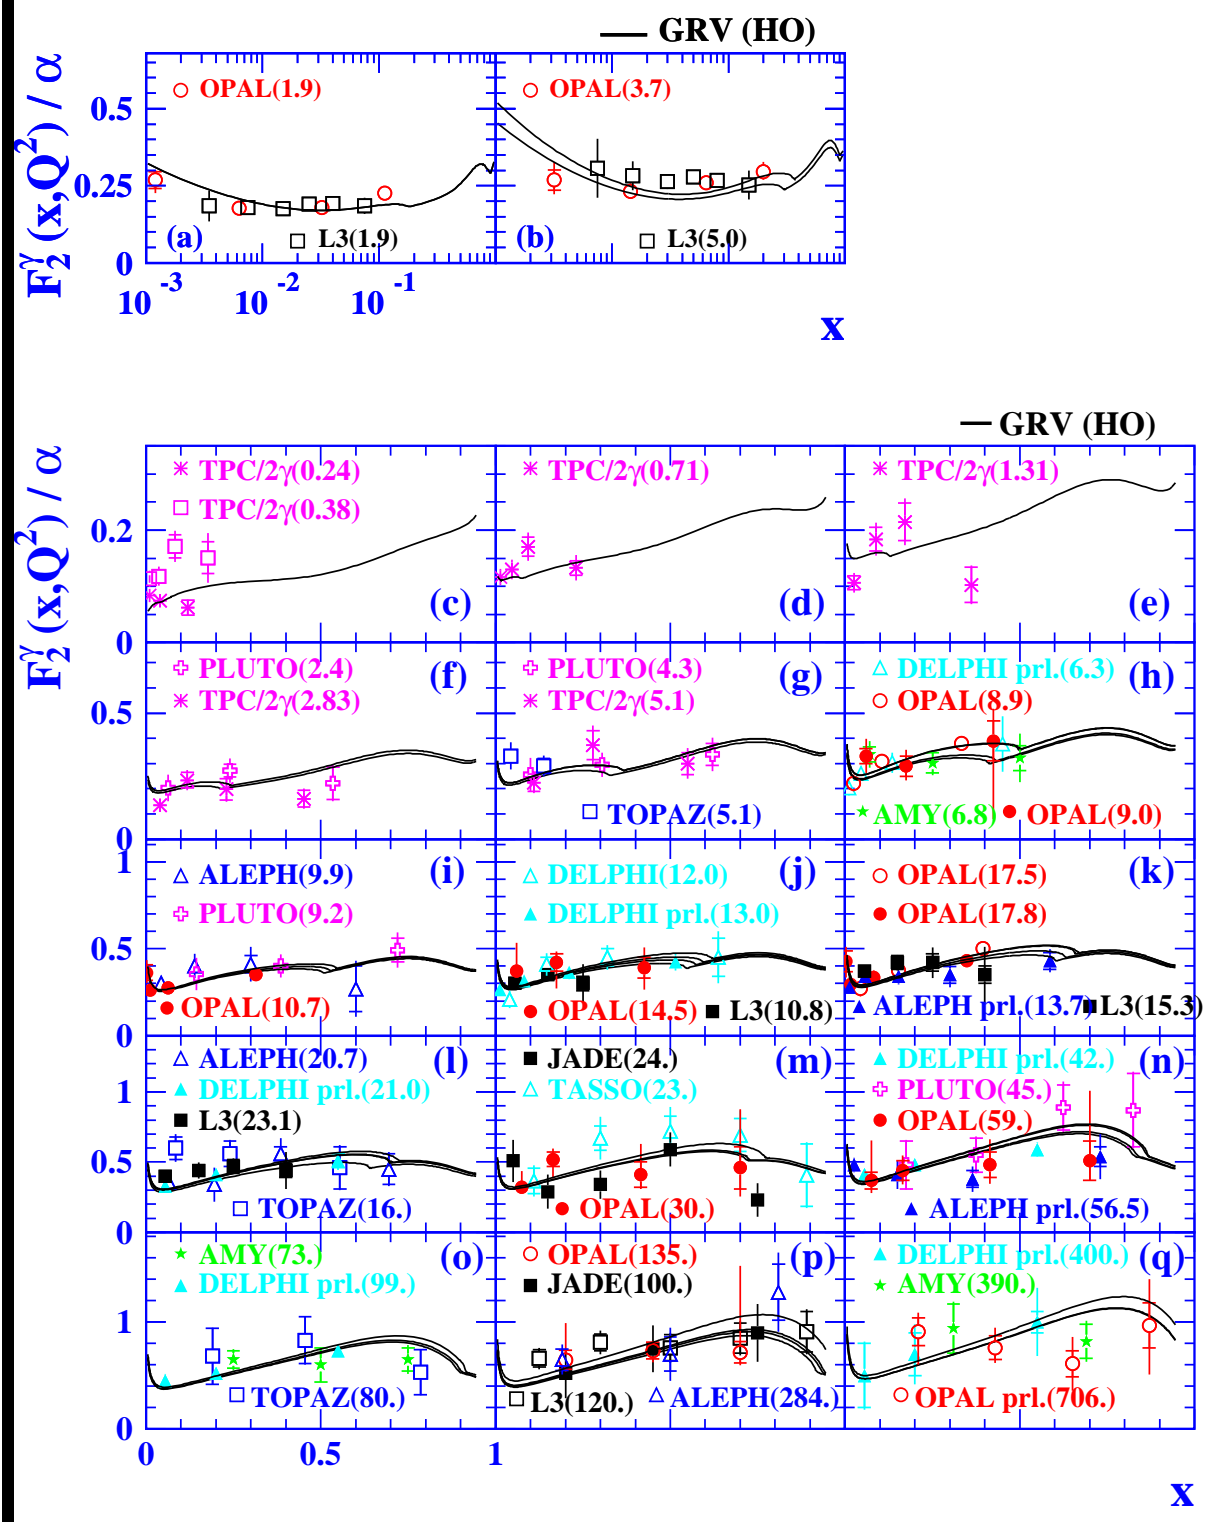 GRV (HO)
F2γ(x,Q2) / α
0.5
0.25
0
OPAL(1.9)
(a)
L3(1.9)
OPAL(3.7)
(b)
L3(5.0)
10 -3
10 -2
10 -1
x
GRV (HO)
F2γ(x,Q2) / α
0.2
0
TPC/2γ(0.24)
TPC/2γ(0.38)
(c)
TPC/2γ(0.71)
(d)
TPC/2γ(1.31)
(e)
0.5
0
PLUTO(2.4)
TPC/2γ(2.83)
(f)
PLUTO(4.3)
TPC/2γ(5.1)
(g)
TOPAZ(5.1)
DELPHI prl.(6.3)
OPAL(8.9)
(h)
AMY(6.8)
OPAL(9.0)
1
0.5
0
ALEPH(9.9)
PLUTO(9.2)
(i)
OPAL(10.7)
DELPHI(12.0)
DELPHI prl.(13.0)
(j)
OPAL(14.5)
L3(10.8)
OPAL(17.5)
OPAL(17.8)
(k)
ALEPH prl.(13.7)
L3(15.3)
1
0.5
0
ALEPH(20.7)
DELPHI prl.(21.0)
L3(23.1)
(l)
TOPAZ(16.)
JADE(24.)
TASSO(23.)
(m)
OPAL(30.)
DELPHI prl.(42.)
PLUTO(45.)
OPAL(59.)
(n)
ALEPH prl.(56.5)
1
0
AMY(73.)
DELPHI prl.(99.)
(o)
TOPAZ(80.)
OPAL(135.)
JADE(100.)
(p)
L3(120.)
ALEPH(284.)
DELPHI prl.(400.)
AMY(390.)
(q)
OPAL prl.(706.)
0
0.5
1
x